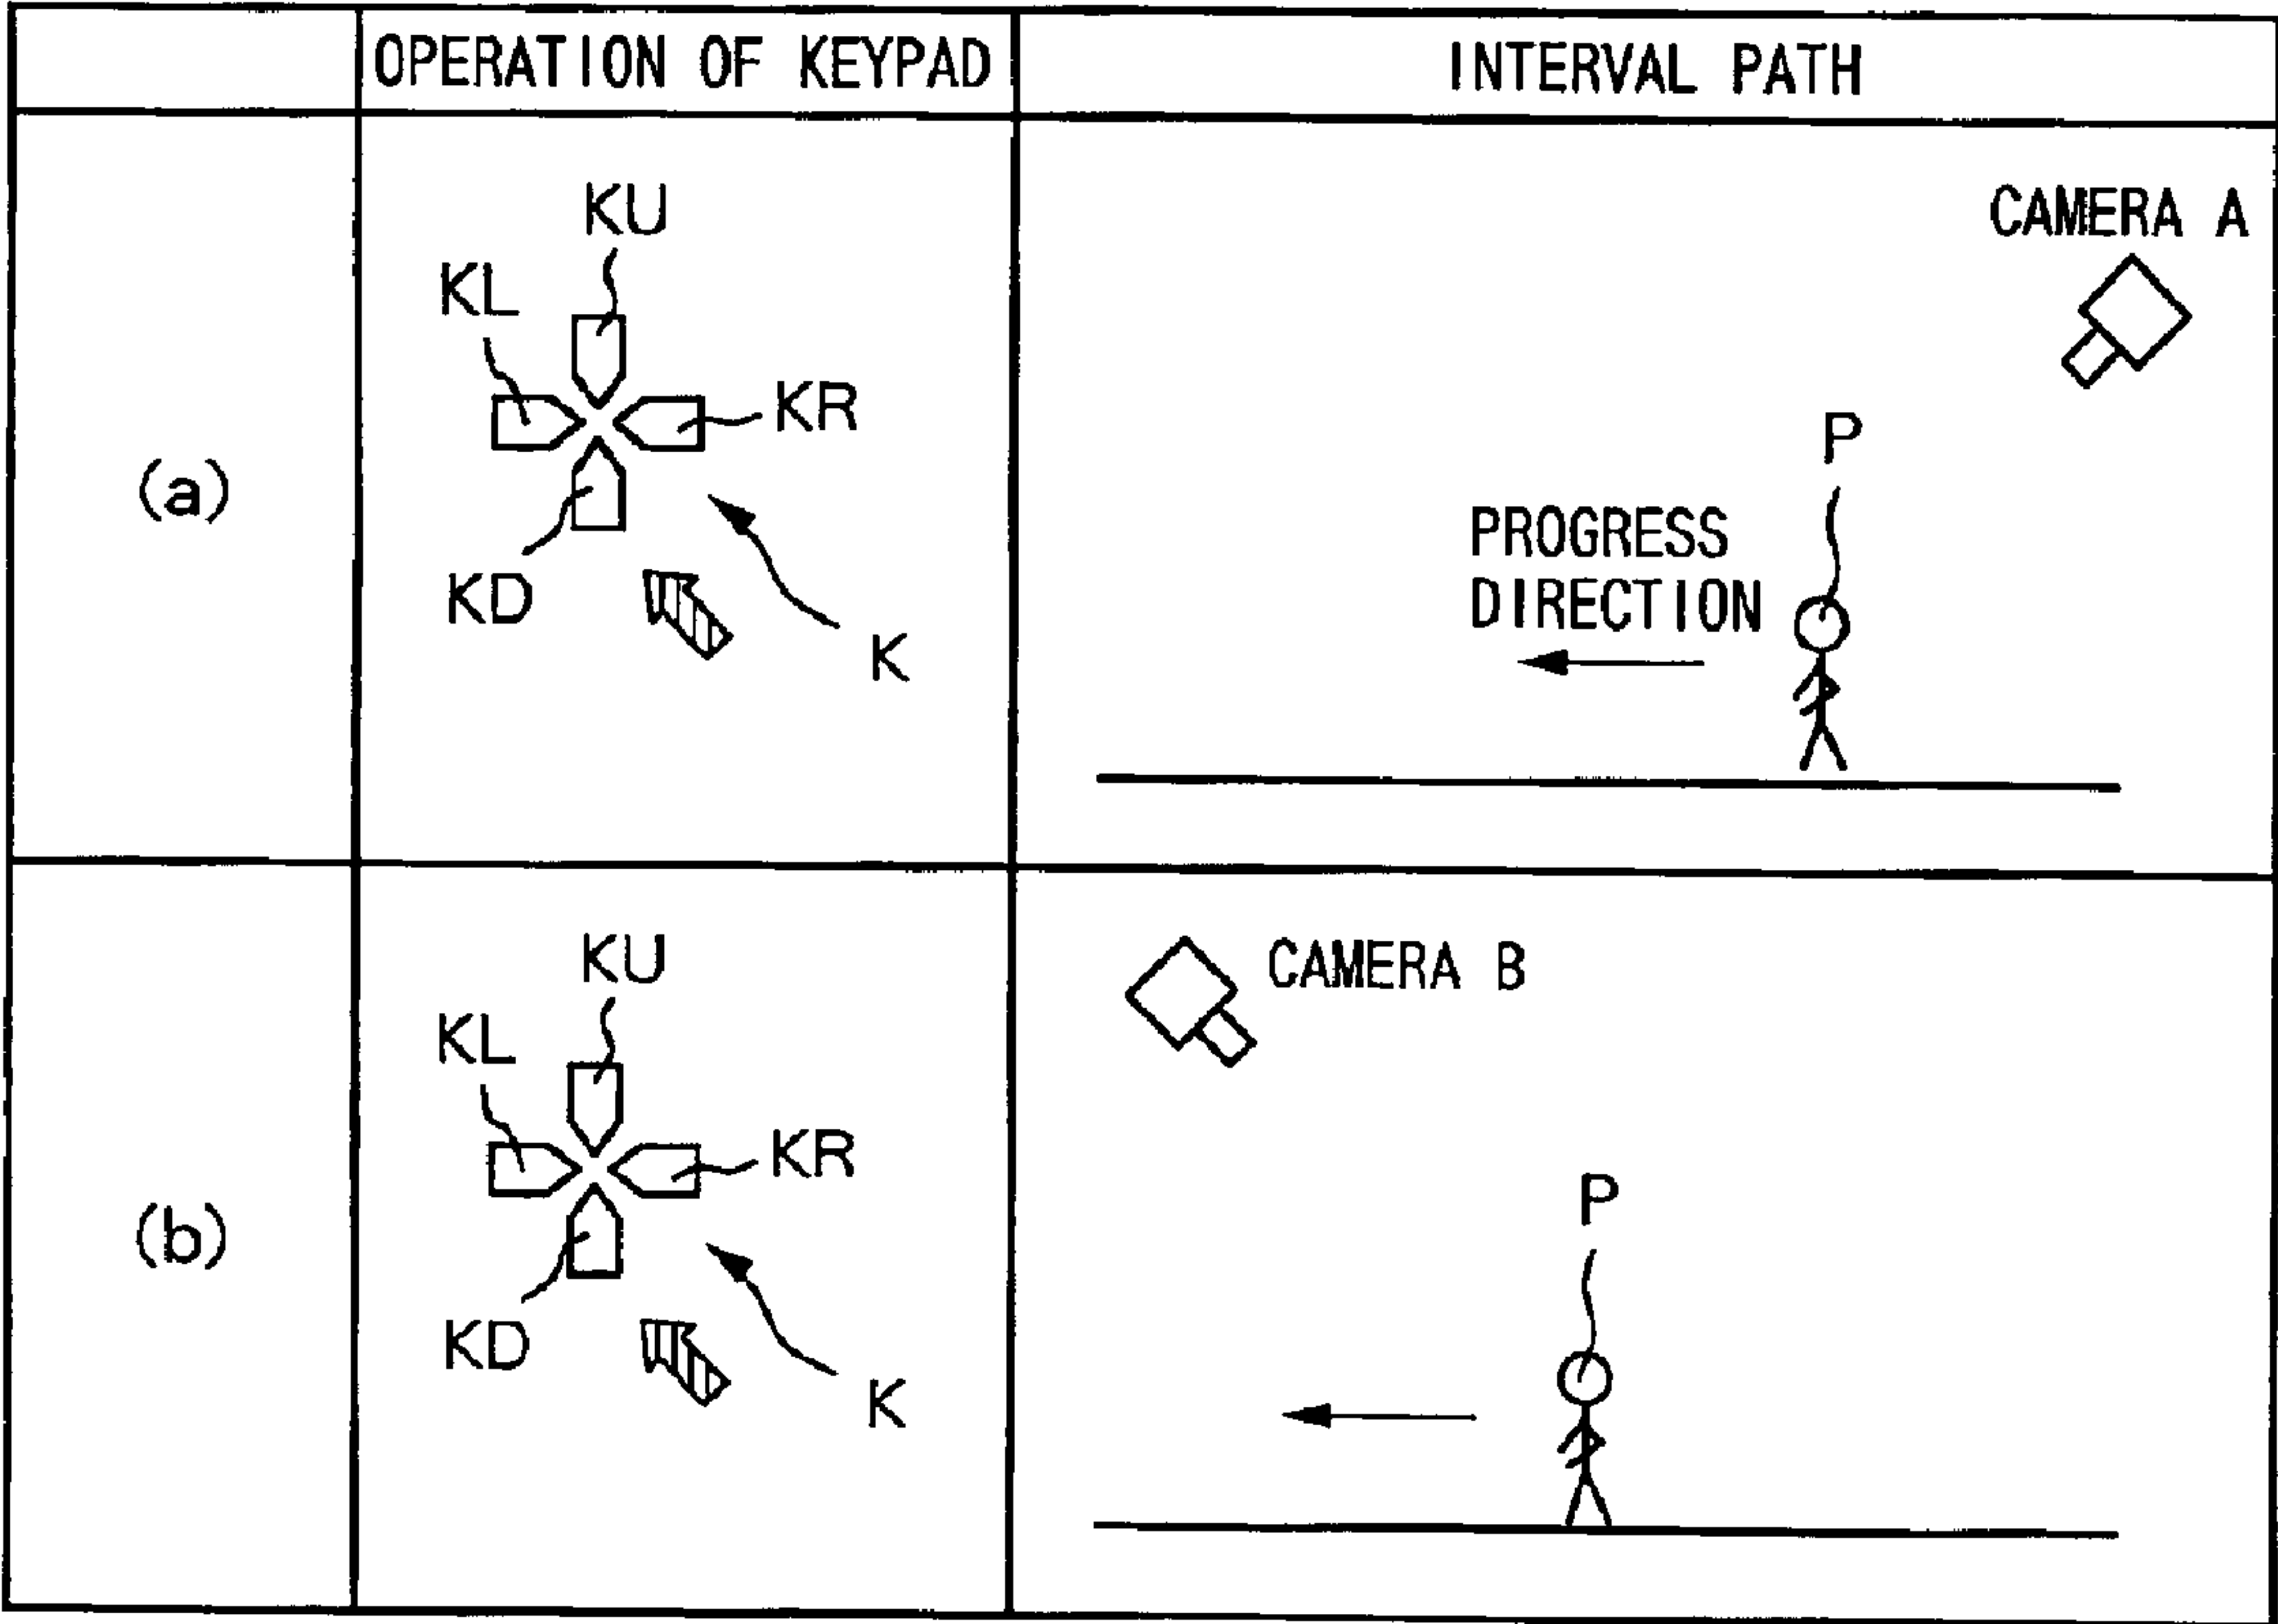 OPERATION OF KEYPAD
INTERVAL PATH
(a)
KU
KL
KR
KD
K
CAMERA A
P
PROGRESS
DIRECTION
(b)
KU
KL
KR
KD
K
CAMERA B
P